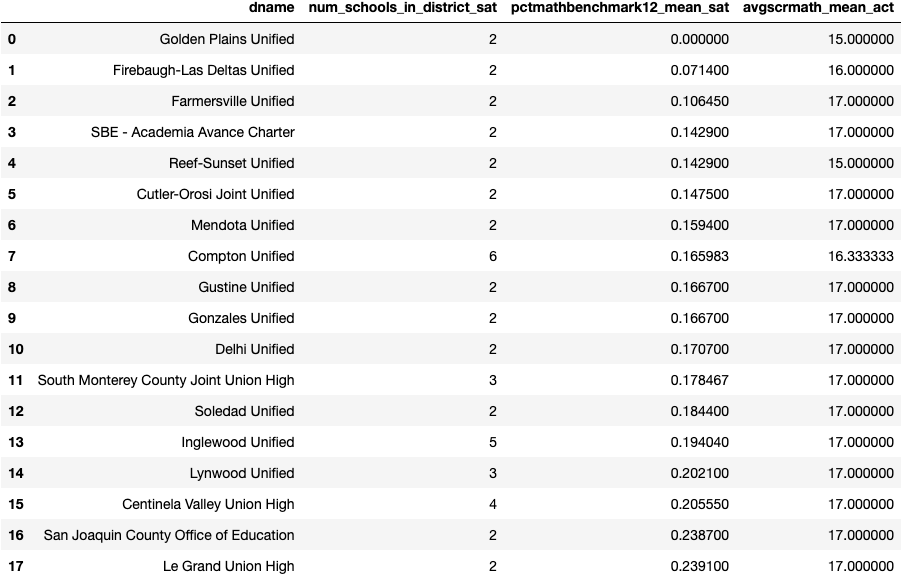 dname num_schools_in_district_sat pctmathbenchmark12_mean_sat avgscrmath_mean_act
0 Golden Plains Unified 2 0.000000 15.000000
1 Firebaugh-Las Deltas Unified 2 0.071400 16.000000
2 Farmersville Unified 2 0.106450 17.000000
3 SBE - Academia Avance Charter 2 0.142900 17.000000
4 Reef-Sunset Unified 2 0.142900 15.000000
5 Cutler-Orosi Joint Unified 2 0.147500 17.000000
6 Mendota Unified 2 0.159400 17.000000
7 Compton Unified 6 0.165983 16.333333
8 Gustine Unified 2 0.166700 17.000000
9 Gonzales Unified 2 0.166700 17.000000
10 Delhi Unified 2 0.170700 17.000000
11 South Monterey County Joint Union High 3 0.178467 17.000000
12 Soledad Unified 2 0.184400 17.000000
13 Inglewood Unified 5 0.194040 17.000000
14 Lynwood Unified 3 0.202100 17.000000
15 Centinela Valley Union High 4 0.205550 17.000000
16 San Joaquin County Office of Education 2 0.238700 17.000000
17 Le Grand Union High 2 0.239100 17.000000